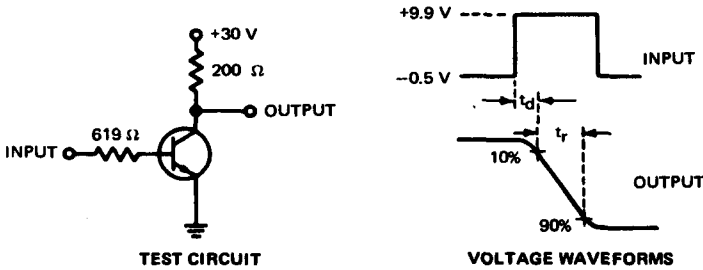 +30 V
200 Ω
OUTPUT
619 Ω
INPUT
TEST CIRCUIT
+9.9 V
INPUT
−0.5 V
td
tr
10%
OUTPUT
90%
VOLTAGE WAVEFORMS